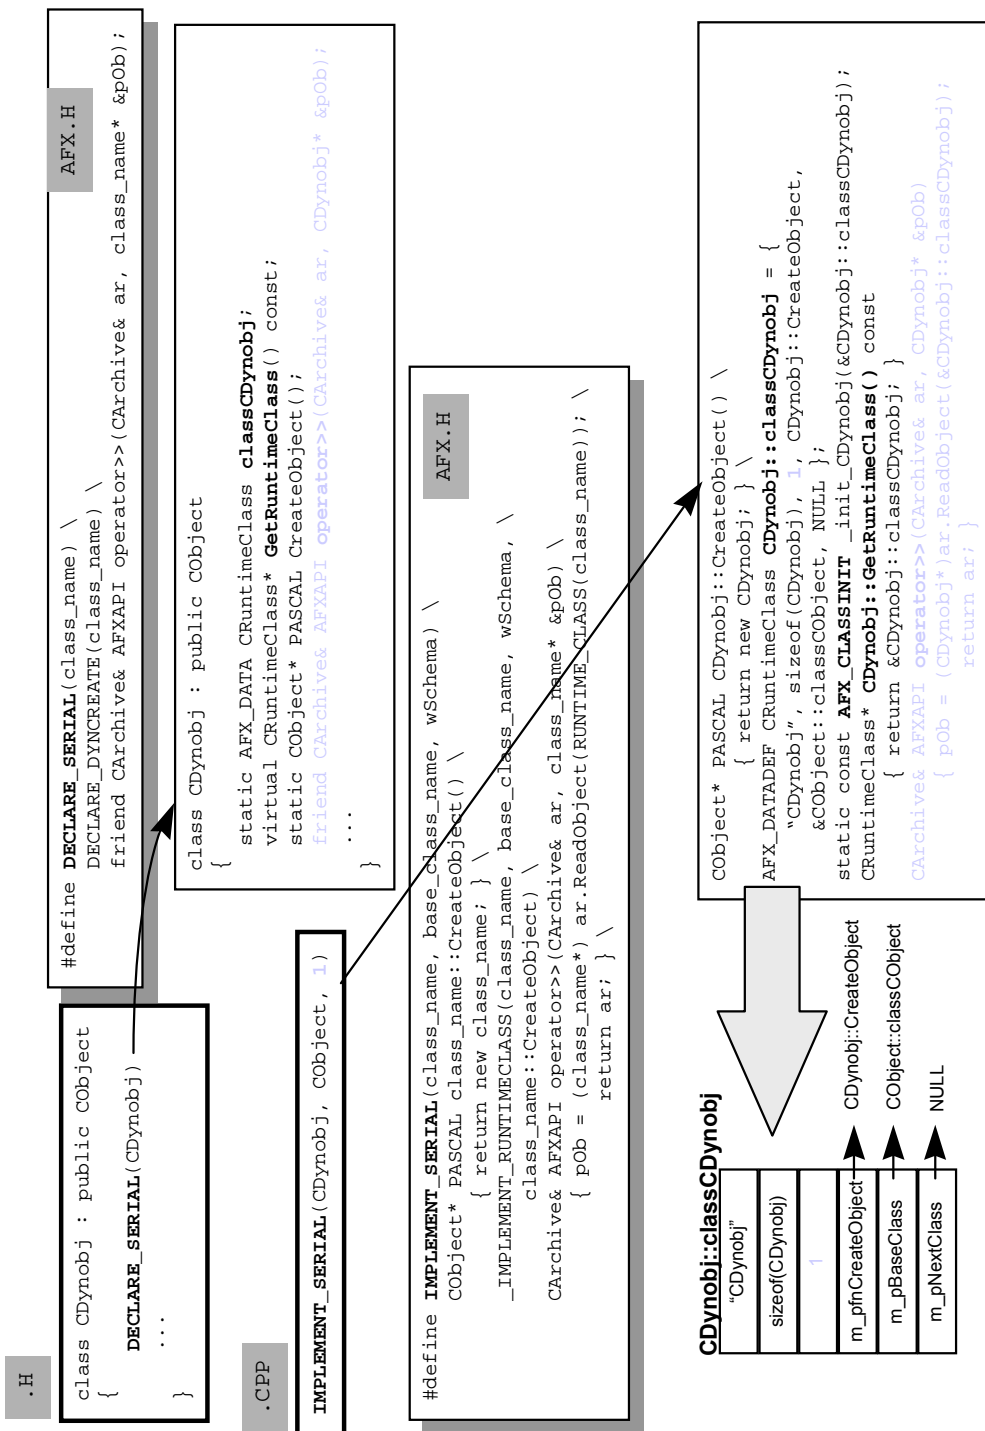 .H
class CDynobj : public CObject
{
DECLARE_SERIAL(CDynobj)
...
}
AFX.H
#define DECLARE_SERIAL(class_name) \
DECLARE_DYNCREATE(class_name) \
friend CArchive& AFXAPI operator>>(CArchive& ar, class_name* &pOb);
class CDynobj : public CObject
{
static AFX_DATA CRuntimeClass classCDynobj;
virtual CRuntimeClass* GetRuntimeClass() const;
static CObject* PASCAL CreateObject();
friend CArchive& AFXAPI operator>>(CArchive& ar, CDynobj* &pOb);
...
}
.CPP
IMPLEMENT_SERIAL(CDynobj, CObject, 1)
AFX.H
#define IMPLEMENT_SERIAL(class_name, base_class_name, wSchema) \
CObject* PASCAL class_name::CreateObject() \
{ return new class_name; } \
_IMPLEMENT_RUNTIMECLASS(class_name, base_class_name, wSchema, \
class_name::CreateObject) \
CArchive& AFXAPI operator>>(CArchive& ar, class_name* &pOb) \
{ pOb = (class_name*) ar.ReadObject(RUNTIME_CLASS(class_name)); \
return ar; } \
CObject* PASCAL CDynobj::CreateObject() \
{ return new CDynobj; } \
AFX_DATADEF CRuntimeClass CDynobj::classCDynobj = {
“CDynobj”, sizeof(CDynobj), 1, CDynobj::CreateObject,
&CObject::classCObject, NULL };
static const AFX_CLASSINIT _init_CDynobj(&CDynobj::classCDynobj);
CRuntimeClass* CDynobj::GetRuntimeClass() const
{ return &CDynobj::classCDynobj; }
CArchive& AFXAPI operator>>(CArchive& ar, CDynobj* &pOb)
{ pOb = (CDynobj*)ar.ReadObject(&CDynobj::classCDynobj);
return ar; }
CDynobj::classCDynobj
“CDynobj”
sizeof(CDynobj)
1
m_pfnCreateObject CDynobj::CreateObject
m_pBaseClass CObject::classCObject
m_pNextClass NULL